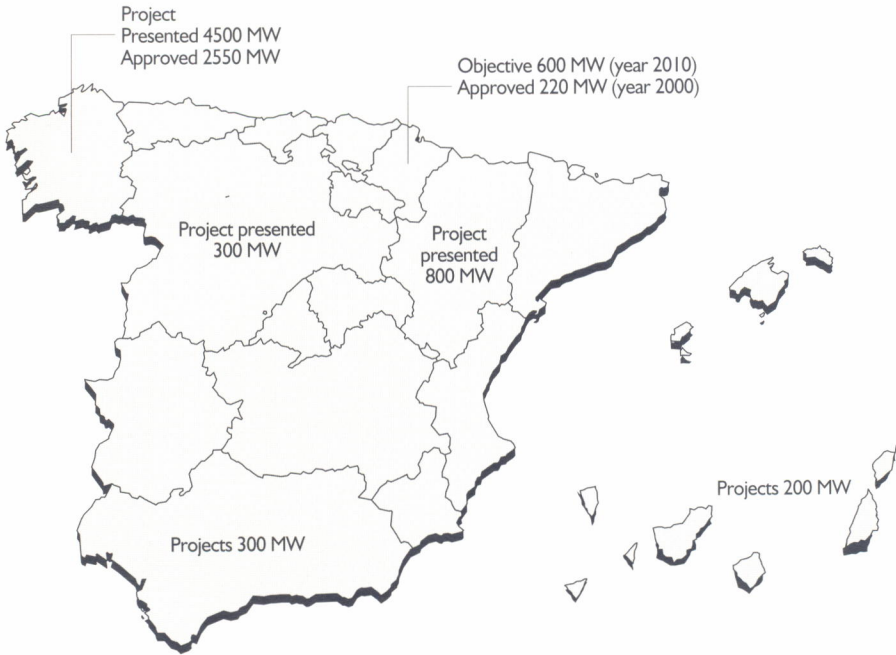 Project
Presented 4500 MW
Approved 2550 MW
Objective 600 MW (year 2010)
Approved 220 MW (year 2000)
Project presented
300 MW
Project
presented
800 MW
Projects 200 MW
Projects 300 MW